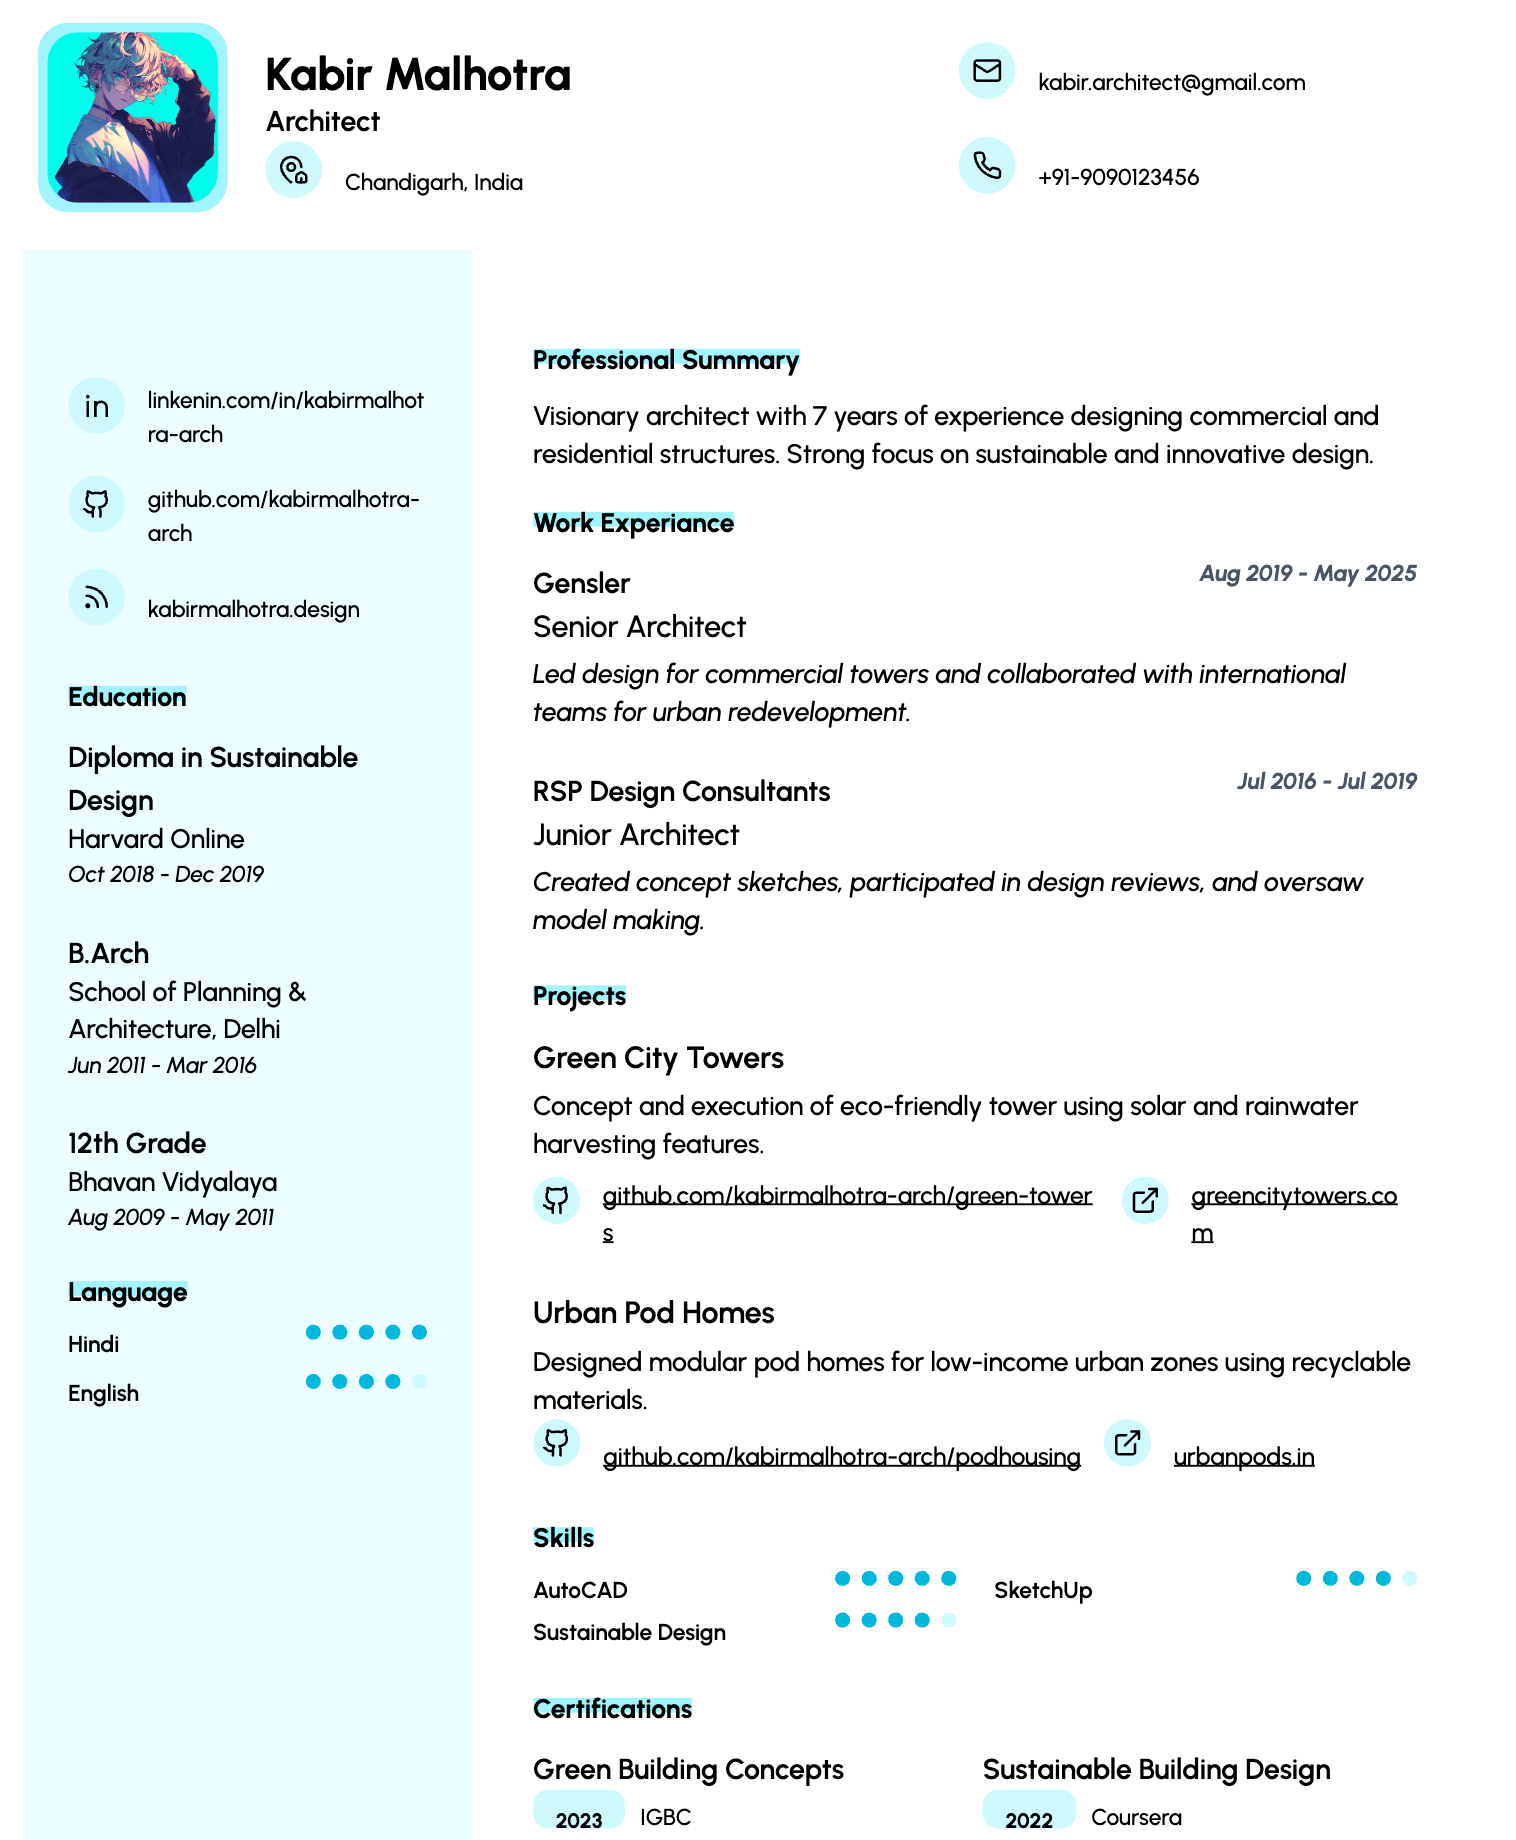 Kabir Malhotra
Architect
Chandigarh, India
kabir.architect@gmail.com
+91-9090123456
in
linkenin.com/in/kabirmalhot
ra-arch
github.com/kabirmalhotra-
arch
kabirmalhotra.design
Education
Diploma in Sustainable
Design
Harvard Online
Oct 2018 - Dec 2019
B.Arch
School of Planning &
Architecture, Delhi
Jun 2011 - Mar 2016
12th Grade
Bhavan Vidyalaya
Aug 2009 - May 2011
Language
Hindi
English
Professional Summary
Visionary architect with 7 years of experience designing commercial and
residential structures. Strong focus on sustainable and innovative design.
Work Experiance
Gensler
Aug 2019 - May 2025
Senior Architect
Led design for commercial towers and collaborated with international
teams for urban redevelopment.
RSP Design Consultants
Jul 2016 - Jul 2019
Junior Architect
Created concept sketches, participated in design reviews, and oversaw
model making.
Projects
Green City Towers
Concept and execution of eco-friendly tower using solar and rainwater
harvesting features.
github.com/kabirmalhotra-arch/green-tower
s
greencitytowers.co
m
Urban Pod Homes
Designed modular pod homes for low-income urban zones using recyclable
materials.
github.com/kabirmalhotra-arch/podhousing
urbanpods.in
Skills
AutoCAD
SketchUp
Sustainable Design
Certifications
Green Building Concepts
2023 IGBC
Sustainable Building Design
2022 Coursera